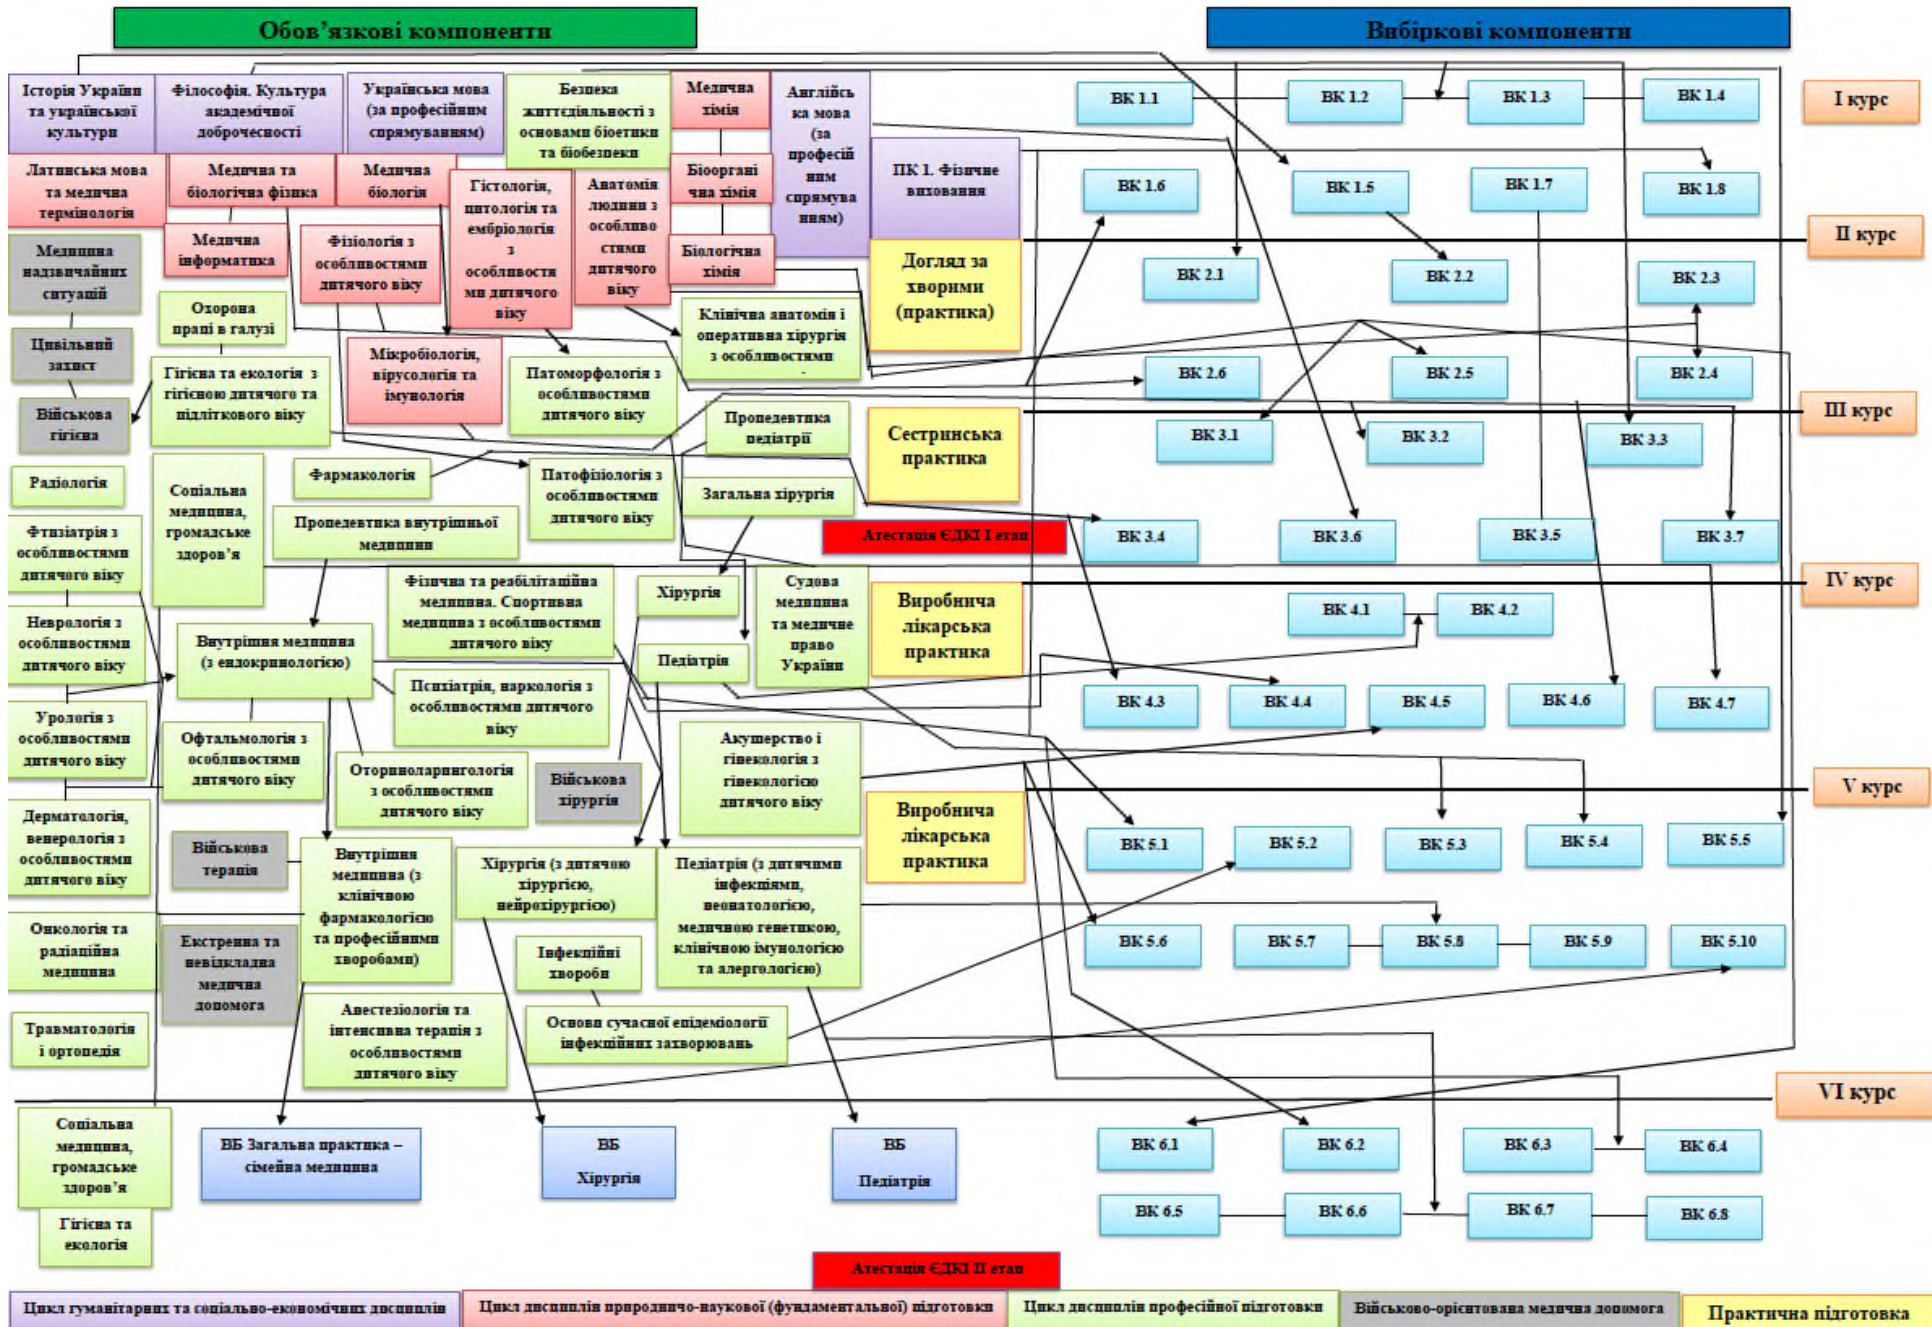 Обов’язкові компоненти
Вибіркові компоненти
Історія України
та української
культури
Філософія. Культура
академічної
доброчесності
Українська мова
(за професійним
спрямуванням)
Безпека
життєдіяльності з
основами біоетики
та біобезпеки
Медична
хімія
Англійсь
ка мова
(за
професій
ним
спрямува
нням)
ВК 1.1
ВК 1.2
ВК 1.3
ВК 1.4
І курс
Латинська мова
та медична
термінологія
Медична та
біологічна фізика
Медична
біологія
Гістологія,
цитологія та
ембріологія
з
особливостя
ми дитячого
віку
Анатомія
людини з
особливо
стями
дитячого
віку
Біооргані
чна хімія
ПК 1. Фізичне
виховання
ВК 1.6
ВК 1.5
ВК 1.7
ВК 1.8
ІІ курс
Медицина
надзвичайних
ситуацій
Медична
інформатика
Фізіологія з
особливостями
дитячого віку
Біологічна
хімія
Догляд за
хворими
(практика)
ВК 2.1
ВК 2.2
ВК 2.3
Охорона
праці в галузі
Клінічна анатомія і
оперативна хірургія
з особливостями
Цивільний
захист
Гігієна та екологія з
гігієною дитячого та
підліткового віку
Мікробіологія,
вірусологія та
імунологія
Патоморфологія з
особливостями
дитячого віку
ВК 2.6
ВК 2.5
ВК 2.4
Військова
гігієна
Пропедевтика
педіатрії
Сестринська
практика
ІІІ курс
ВК 3.1
ВК 3.2
ВК 3.3
Радіологія
Соціальна
медицина,
громадське
здоров’я
Фармакологія
Патофізіологія з
особливостями
дитячого віку
Загальна хірургія
Фтизіатрія з
особливостями
дитячого віку
Пропедевтика внутрішньої
медицини
Атестація ЄДКІ І етап
ВК 3.4
ВК 3.6
ВК 3.5
ВК 3.7
Фізична та реабілітаційна
медицина. Спортивна
медицина з особливостями
дитячого віку
Хірургія
Судова
медицина
та медичне
право
України
Виробнича
лікарська
практика
ІV курс
ВК 4.1
ВК 4.2
Неврологія з
особливостями
дитячого віку
Внутрішня медицина
(з ендокринологією)
Педіатрія
Психіатрія, наркологія з
особливостями дитячого
віку
ВК 4.3
ВК 4.4
ВК 4.5
ВК 4.6
ВК 4.7
Урологія з
особливостями
дитячого віку
Офтальмологія з
особливостями
дитячого віку
Оториноларингологія
з особливостями
дитячого віку
Військова
хірургія
Акушерство і
гінекологія з
гінекологією
дитячого віку
V курс
Дерматологія,
венерологія з
особливостями
дитячого віку
Військова
терапія
Внутрішня
медицина (з
клінічною
фармакологією
та професійними
хворобами)
Хірургія (з дитячою
хірургією,
нейрохірургією)
Педіатрія (з дитячими
інфекціями,
неонатологією,
медичною генетикою,
клінічною імунологією
та алергологією)
Виробнича
лікарська
практика
ВК 5.1
ВК 5.2
ВК 5.3
ВК 5.4
ВК 5.5
Онкологія та
радіаційна
медицина
Екстренна та
невідкладна
медична
допомога
Інфекційні
хвороби
ВК 5.6
ВК 5.7
ВК 5.8
ВК 5.9
ВК 5.10
Травматологія
і ортопедія
Анестезіологія та
інтенсивна терапія з
особливостями
дитячого віку
Основи сучасної епідеміології
інфекційних захворювань
VI курс
Соціальна
медицина,
громадське
здоров’я
ВБ Загальна практика –
сімейна медицина
ВБ
Хірургія
ВБ
Педіатрія
ВК 6.1
ВК 6.2
ВК 6.3
ВК 6.4
Гігієна та
екологія
ВК 6.5
ВК 6.6
ВК 6.7
ВК 6.8
Атестація ЄДКІ ІІ етап
Цикл гуманітарних та соціально-економічних дисциплін
Цикл дисциплін природничо-наукової (фундаментальної) підготовки
Цикл дисциплін професійної підготовки
Військово-орієнтована медична допомога
Практична підготовка